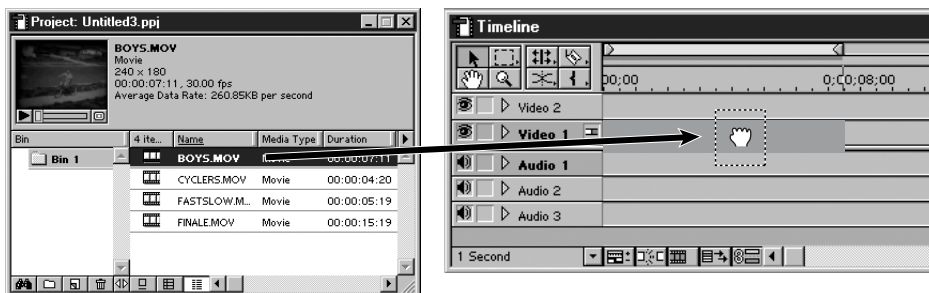 Project: Untitled3.ppj
BOYS.MOV
Movie
240 x 180
00:00:07:11, 30.00 fps
Average Data Rate: 260.85KB per second
Bin
4 ite...
Name
Media Type
Duration
Bin 1
BOYS.MOV
00:00:07:11
CYCLERS.MOV Movie 00:00:04:20
FASTSLOW.M... Movie 00:00:05:19
FINALE.MOV Movie 00:00:15:19
Timeline
00;00
0;00;08;00
Video 2
Video 1
Audio 1
Audio 2
Audio 3
1 Second